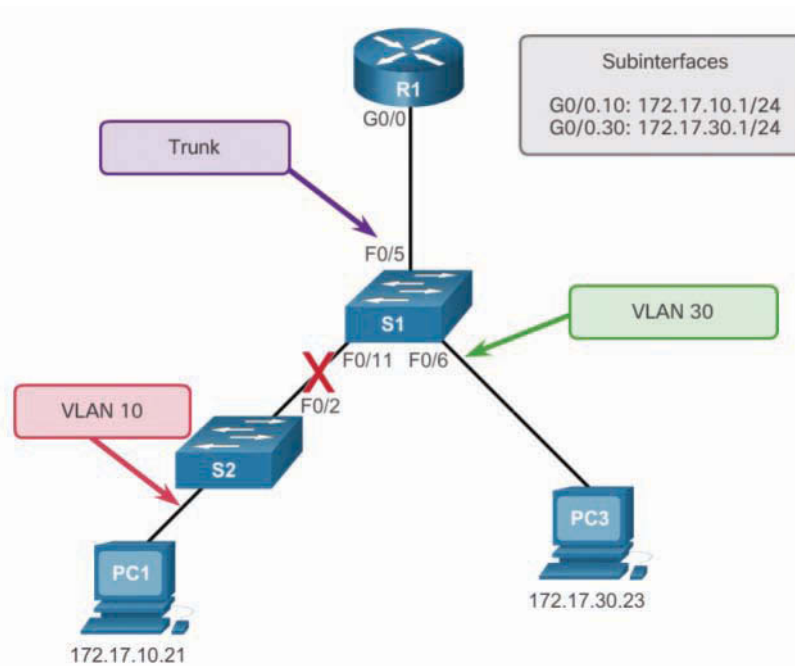 R1
G0/0
Subinterfaces
G0/0.10: 172.17.10.1/24
G0/0.30: 172.17.30.1/24
Trunk
F0/5
S1
VLAN 30
F0/11 F0/6
X
F0/2
VLAN 10
S2
PC1
172.17.10.21
PC3
172.17.30.23